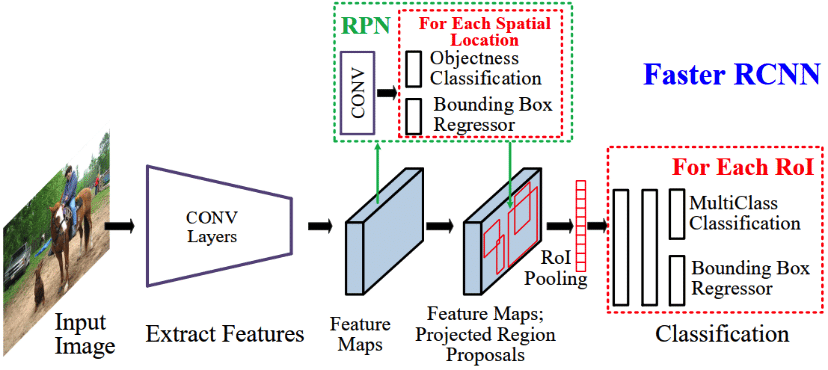 RPN
For Each Spatial
Location
CONV
Objectness
Classification
Bounding Box
Regressor
Faster RCNN
For Each RoI
MultiClass
Classification
Bounding Box
Regressor
CONV
Layers
RoI
Pooling
Input
Image
Extract Features
Feature
Maps
Feature Maps;
Projected Region
Proposals
Classification